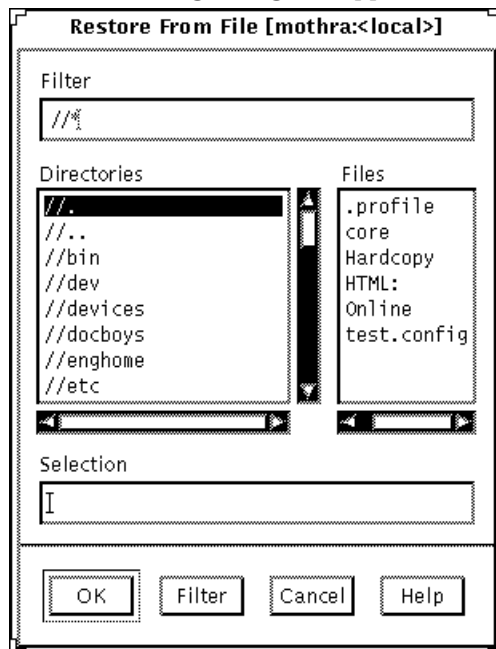 Restore From File [mothra:<local>]
Filter
//*
Directories
//.
//..
//bin
//dev
//devices
//docboys
//enghome
//etc
Files
.profile
core
Hardcopy
HTML:
Online
test.config
Selection
OK
Filter
Cancel
Help